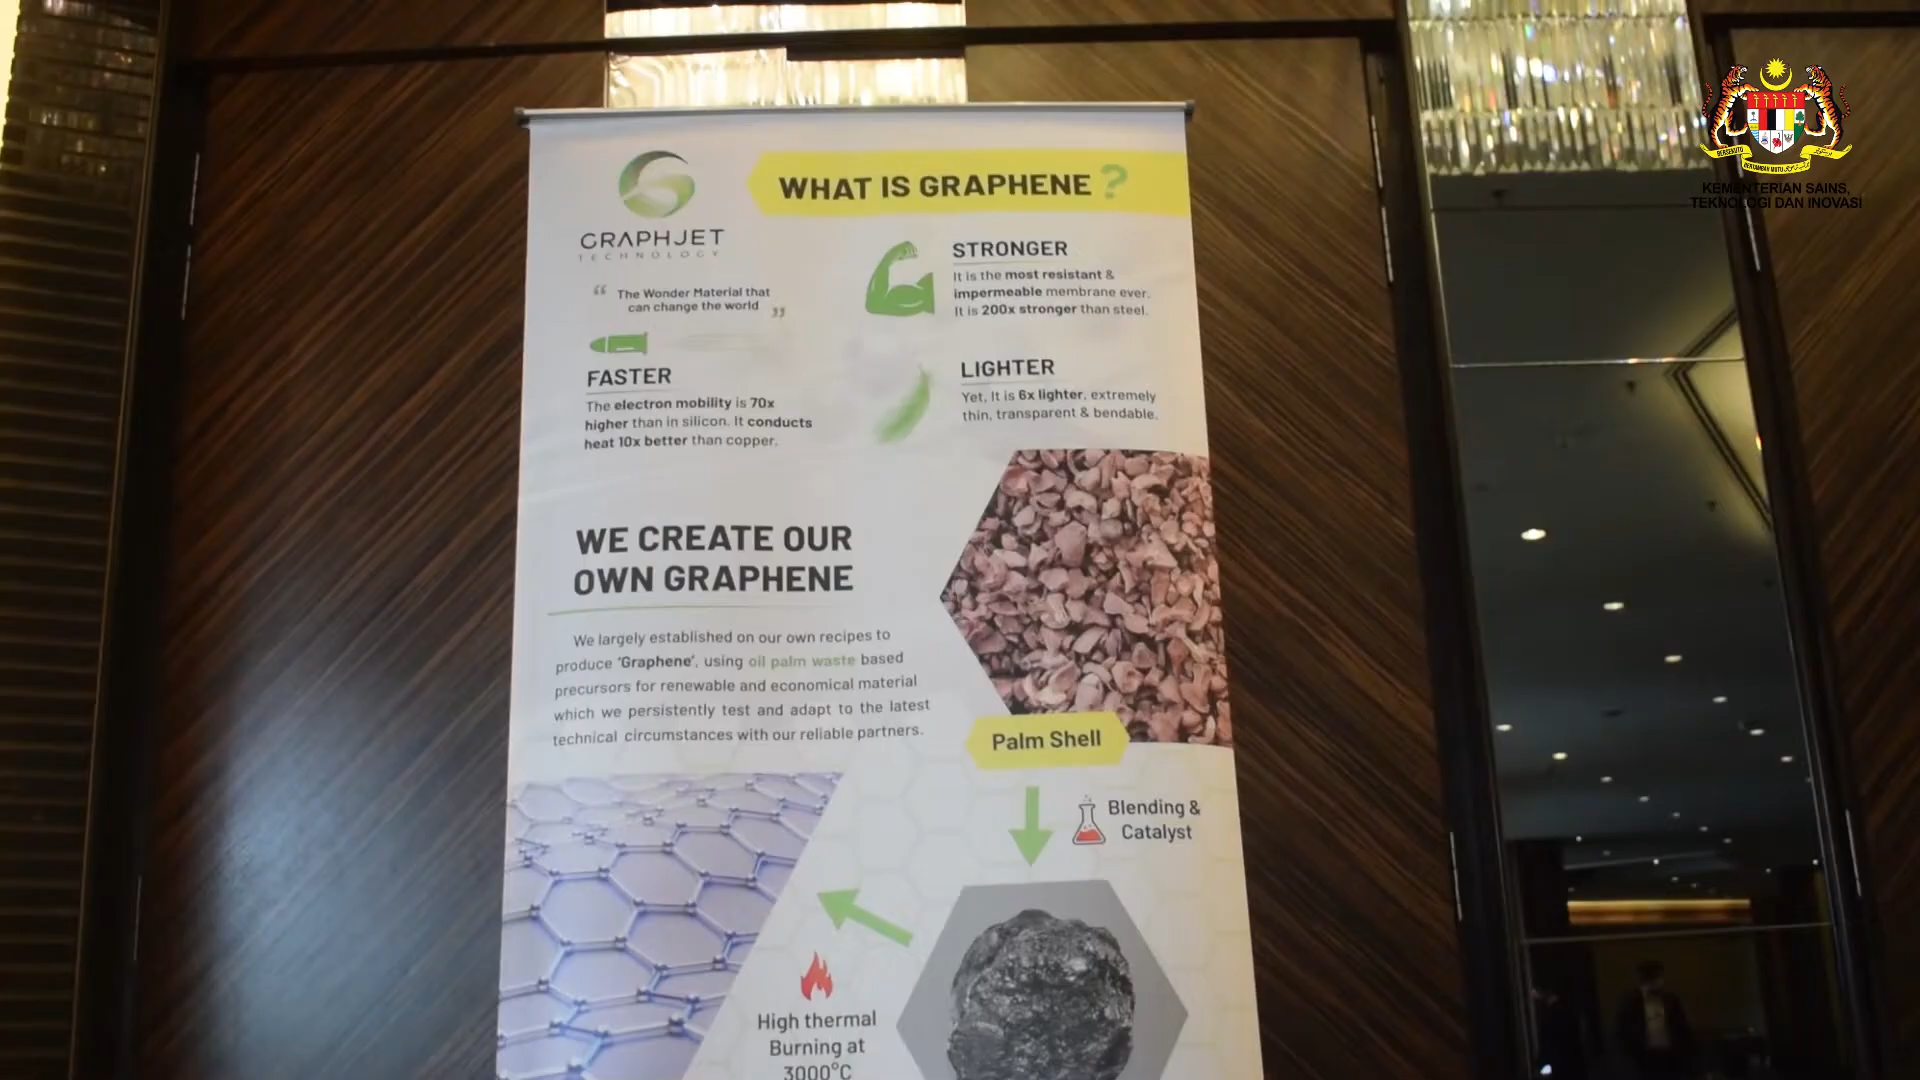 GRAPHJET
TECHNOLOGY
WHAT IS GRAPHENE ?
“ The Wonder Material that
can change the world ”
STRONGER
It is the most resistant &
impermeable membrane ever.
It is 200x stronger than steel.
FASTER
The electron mobility is 70x
higher than in silicon. It conducts
heat 10x better than copper.
LIGHTER
Yet, It is 6x lighter, extremely
thin, transparent & bendable.
WE CREATE OUR
OWN GRAPHENE
We largely established on our own recipes to
produce ‘Graphene’, using oil palm waste based
precursors for renewable and economical material
which we persistently test and adapt to the latest
technical circumstances with our reliable partners.
Palm Shell
Blending &
Catalyst
High thermal
Burning at
3000°C
BERSEKUTU
BERTAMBAH MUTU
KEMENTERIAN SAINS,
TEKNOLOGI DAN INOVASI